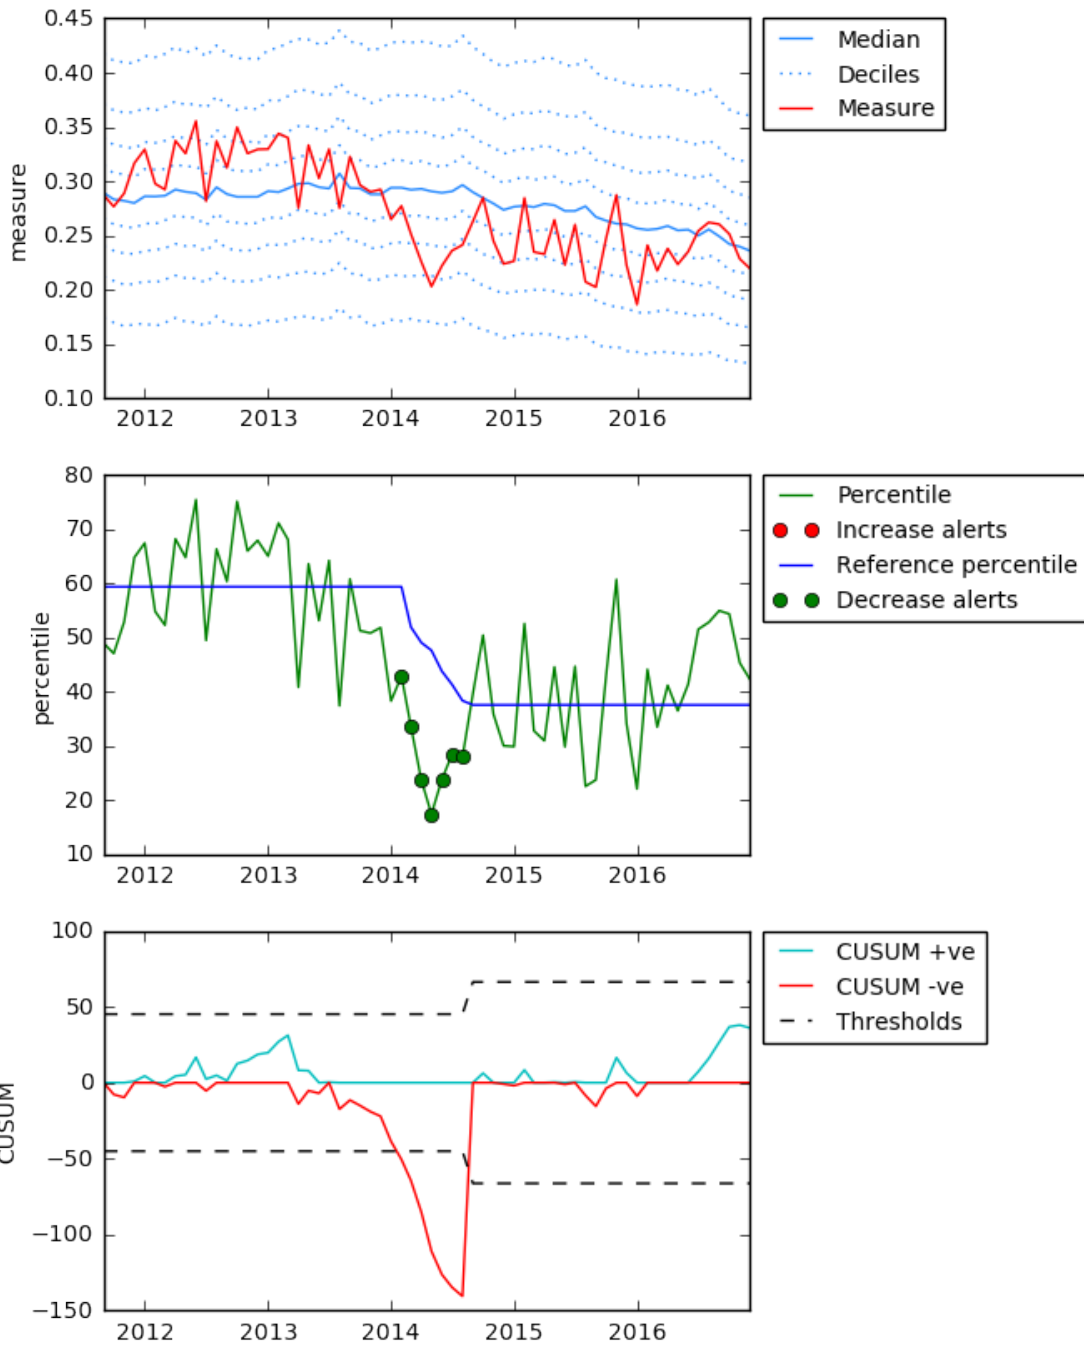 0.45
0.40
0.35
0.30
0.25
0.20
0.15
0.10
measure
2012 2013 2014 2015 2016
Median
Deciles
Measure
80
70
60
50
40
30
20
10
percentile
2012 2013 2014 2015 2016
Percentile
Increase alerts
Reference percentile
Decrease alerts
100
50
0
−50
−100
−150
CUSUM
2012 2013 2014 2015 2016
CUSUM +ve
CUSUM -ve
Thresholds